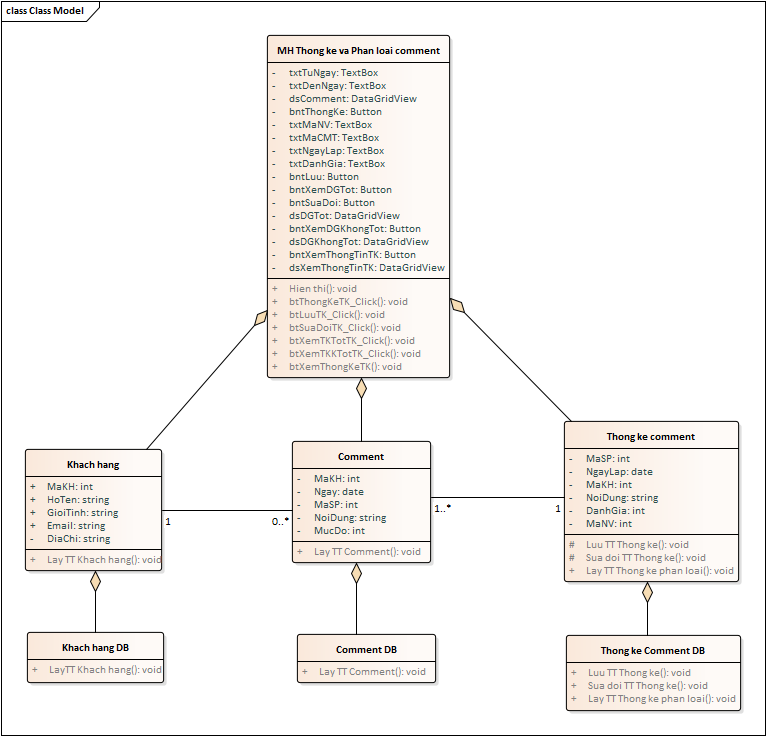 class Class Model
MH Thong ke va Phan loai comment
- txtTuNgay: TextBox
- txtDenNgay: TextBox
- dsComment: DataGridView
- bntThongKe: Button
- txtMaNV: TextBox
- txtMaCMT: TextBox
- txtNgayLap: TextBox
- txtDanhGia: TextBox
- bntLuu: Button
- bntXemDGTot: Button
- bntSuaDoi: Button
- dsDGTot: DataGridView
- bntXemDGKhongTot: Button
- dsDGKhongTot: DataGridView
- bntXemThongTinTK: Button
- dsXemThongTinTK: DataGridView
+ Hien thi(): void
+ btThongKeTK_Click(): void
+ btLuuTK_Click(): void
+ btSuaDoiTK_Click(): void
+ btXemTKTotTK_Click(): void
+ btXemTKKTotTK_Click(): void
+ btXemThongKeTK(): void
Khach hang
+ MaKH: int
+ HoTen: string
+ GioiTinh: string
+ Email: string
- DiaChi: string
+ Lay TT Khach hang(): void
1
0..*
Comment
- MaKH: int
- Ngay: date
- MaSP: int
- NoiDung: string
- MucDo: int
+ Lay TT Comment(): void
1..*
1
Thong ke comment
- MaSP: int
- NgayLap: date
- MaKH: int
- NoiDung: string
- DanhGia: int
- MaNV: int
# Luu TT Thong ke(): void
# Sua doi TT Thong ke(): void
+ Lay TT Thong ke phan loai(): void
Khach hang DB
+ LayTT Khach hang(): void
Comment DB
+ Lay TT Comment(): void
Thong ke Comment DB
+ Luu TT Thong ke(): void
+ Sua doi TT Thong ke(): void
+ Lay TT Thong ke phan loai(): void